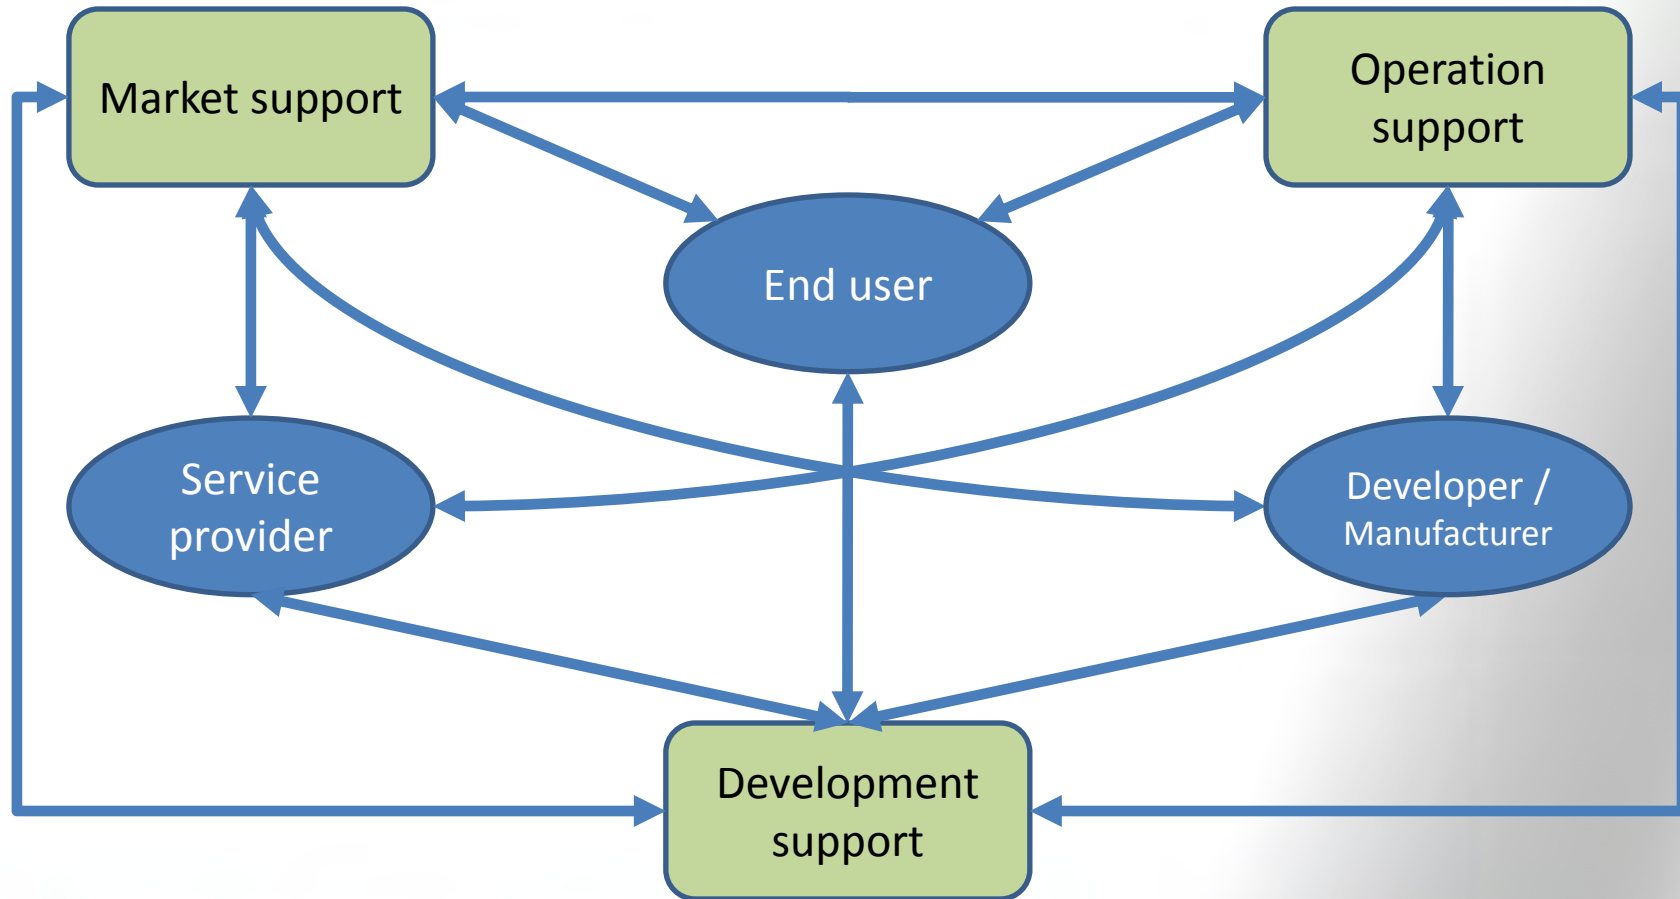 Market support
Operation
support
End user
Service
provider
Developer /
Manufacturer
Development
support